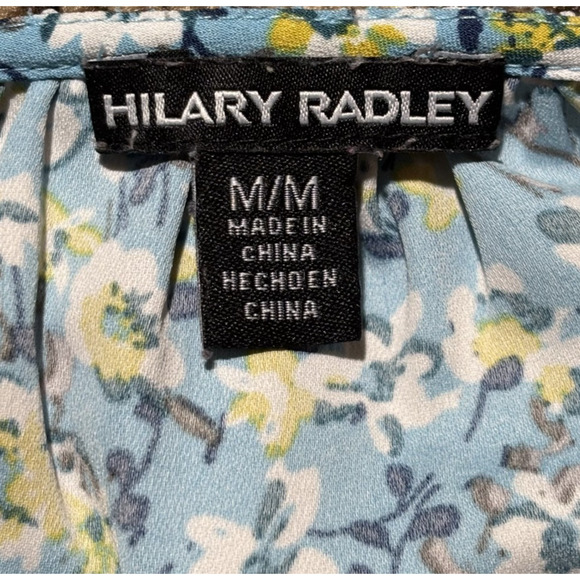 HILARY RADLEY
M/M
MADE IN
CHINA
HECHO EN
CHINA